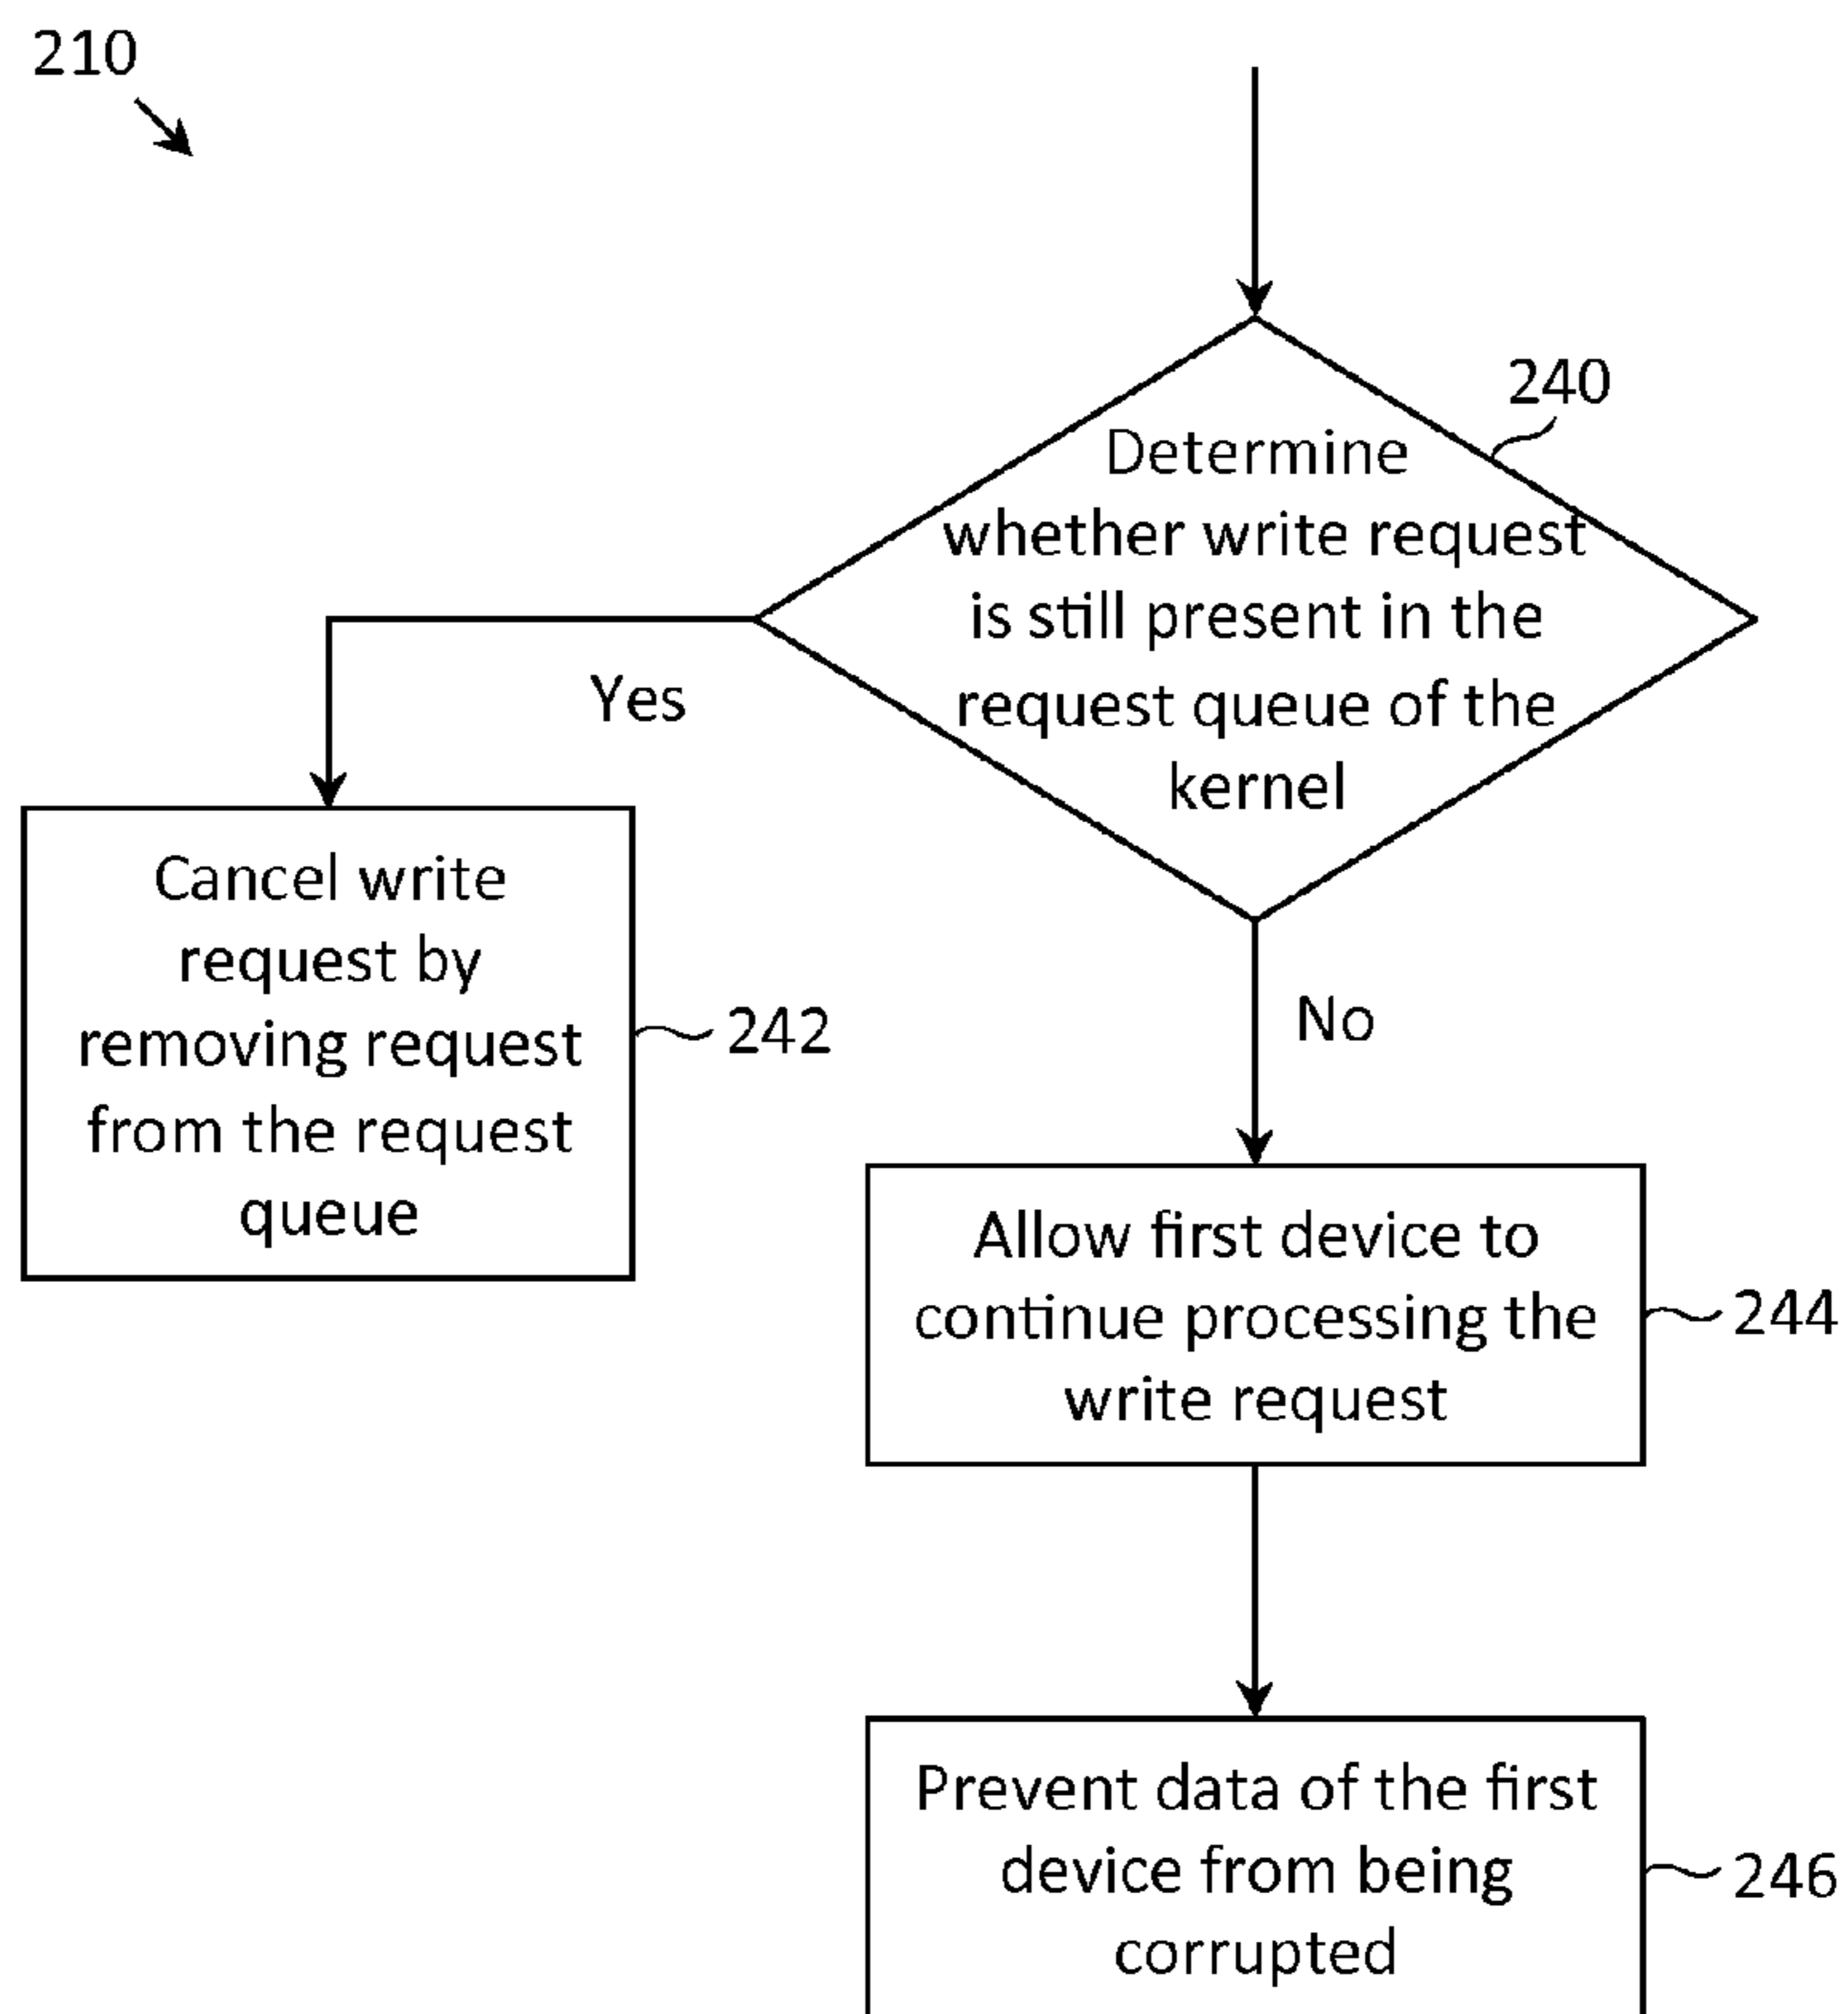 210
240
Determine
whether write request
is still present in the
request queue of the
kernel
Yes
Cancel write
request by
removing request
from the request
queue
242
No
Allow first device to
continue processing the
write request
244
Prevent data of the first
device from being
corrupted
246